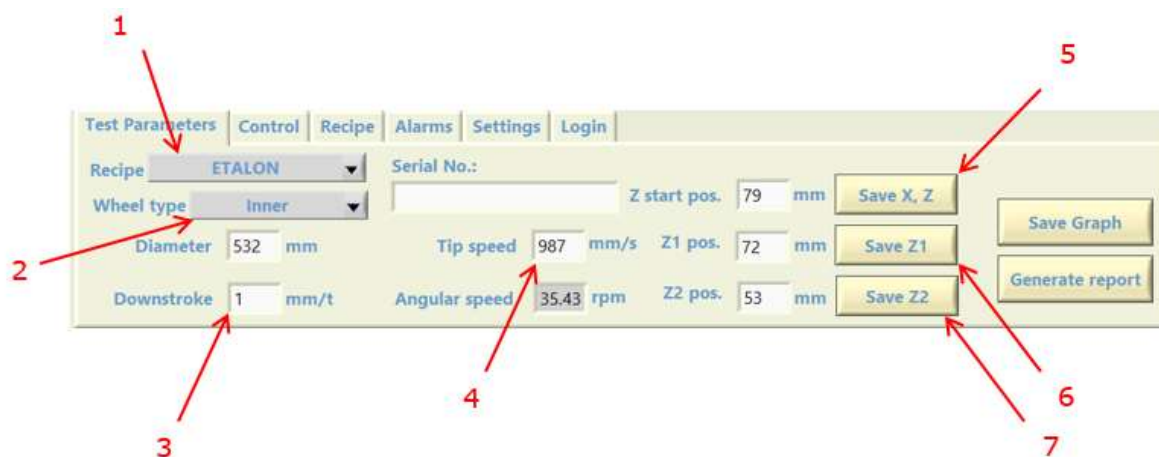 1
5
Test Parameters Control Recipe Alarms Settings Login
Recipe ETALON Serial No.:
Z start pos. 79 mm Save X, Z
Wheel type Inner
Save Graph
Diameter 532 mm Tip speed 987 mm/s Z1 pos. 72 mm Save Z1
2
Generate report
Downstroke 1 mm/t Angular speed 35.43 rpm Z2 pos. 53 mm Save Z2
4 6
3 7